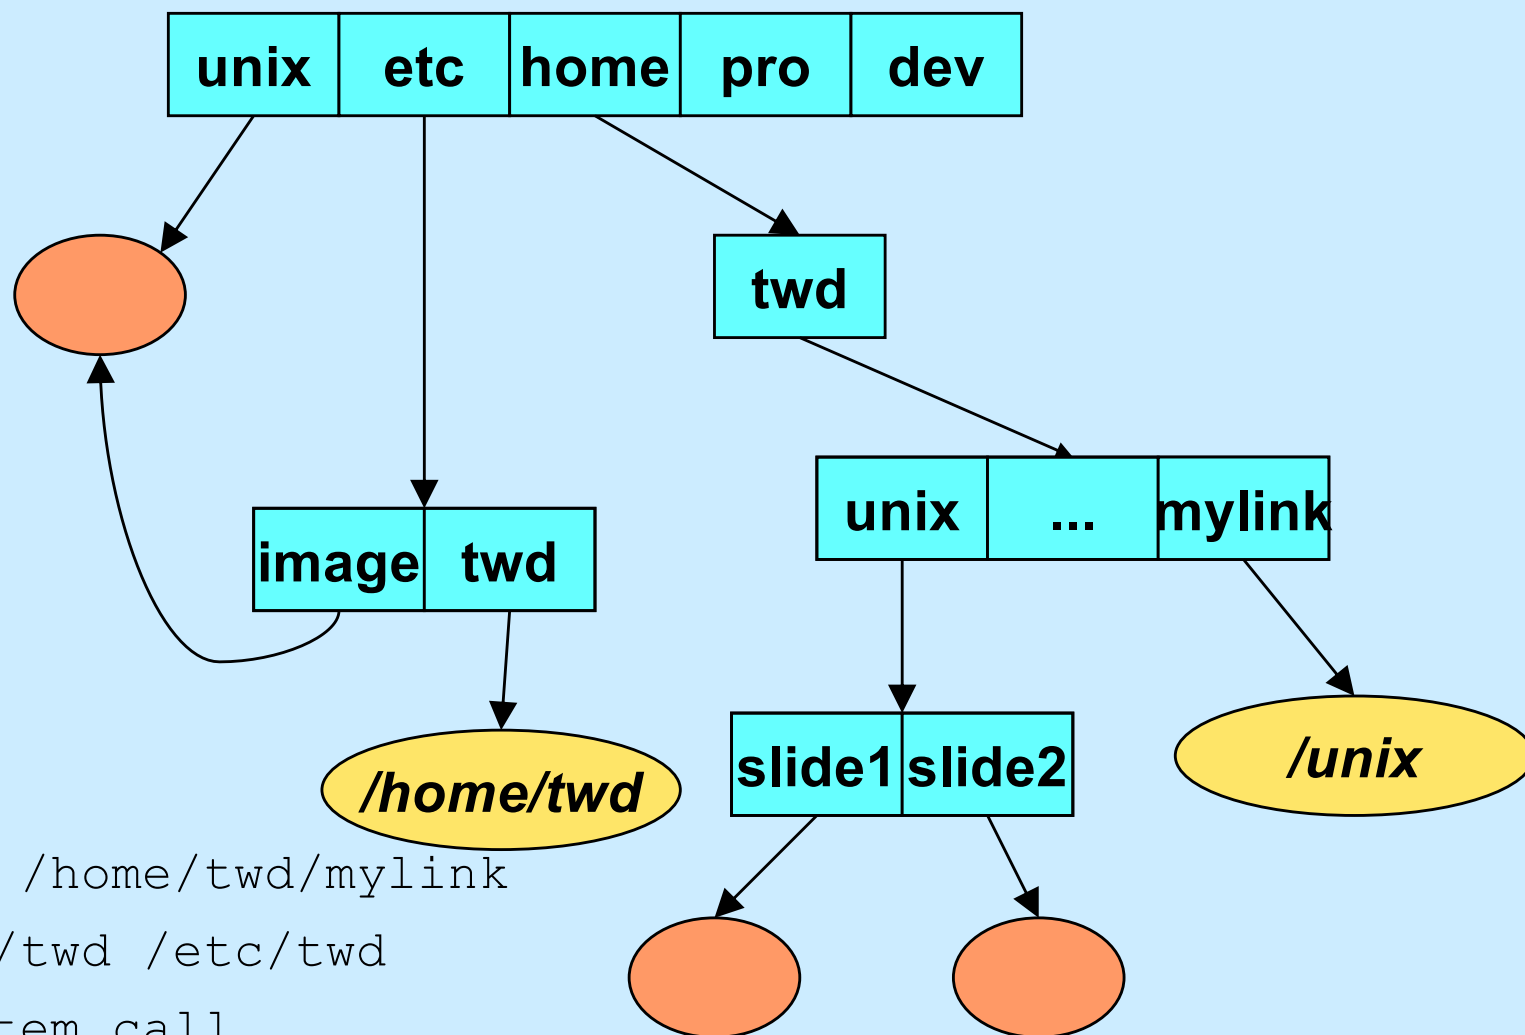 unix etc home pro dev
twd
unix ... mylink
image twd
slide1 slide2
/unix
/home/twd
/home/twd/mylink
/twd /etc/twd
call